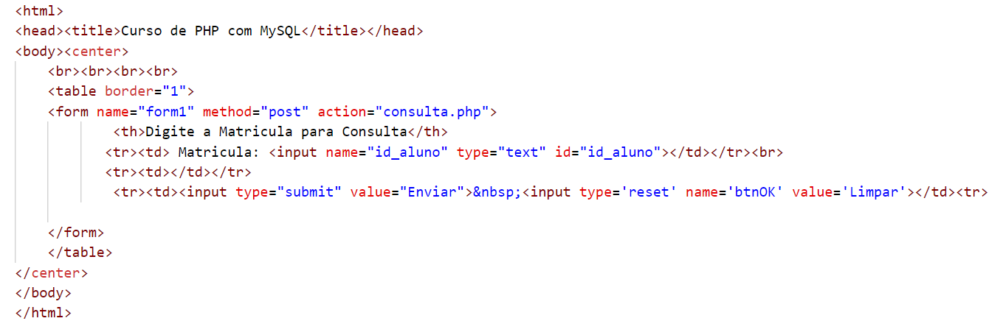 <html>
<head><title>Curso de PHP com MySQL</title></head>
<body><center>
<br><br><br><br>
<table border="1">
<form name="form1" method="post" action="consulta.php">
<th>Digite a Matricula para Consulta</th>
<tr><td> Matricula: <input name="id_aluno" type="text" id="id_aluno"></td></tr><br>
<tr><td></td></tr>
<tr><td><input type="submit" value="Enviar">&nbsp;<input type='reset' name='btnOK' value='Limpar'></td><tr>
</form>
</table>
</center>
</body>
</html>